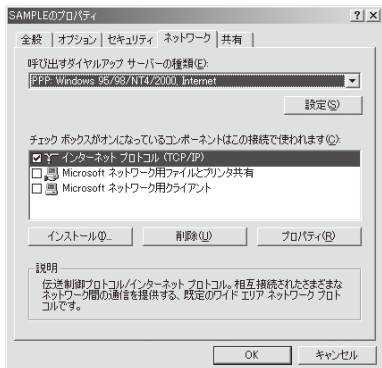 SAMPLEのプロパティ
全般 オプション セキュリティ ネットワーク 共有
呼び出すダイヤルアップ サーバーの種類(E):
PPP: Windows 95/98/NT4/2000, Internet
設定(S)
チェック ボックスがオンになっているコンポーネントはこの接続で使われます(C):
インターネット プロトコル (TCP/IP)
Microsoft ネットワーク用ファイルとプリンタ共有
Microsoft ネットワーク用クライアント
インストール(I)... 削除(U) プロパティ(R)
説明
伝送制御プロトコル/インターネット プロトコル。相互接続されたさまざまな
ネットワーク間の通信を提供する、既定のワイド エリア ネットワーク プロト
コルです。
OK キャンセル